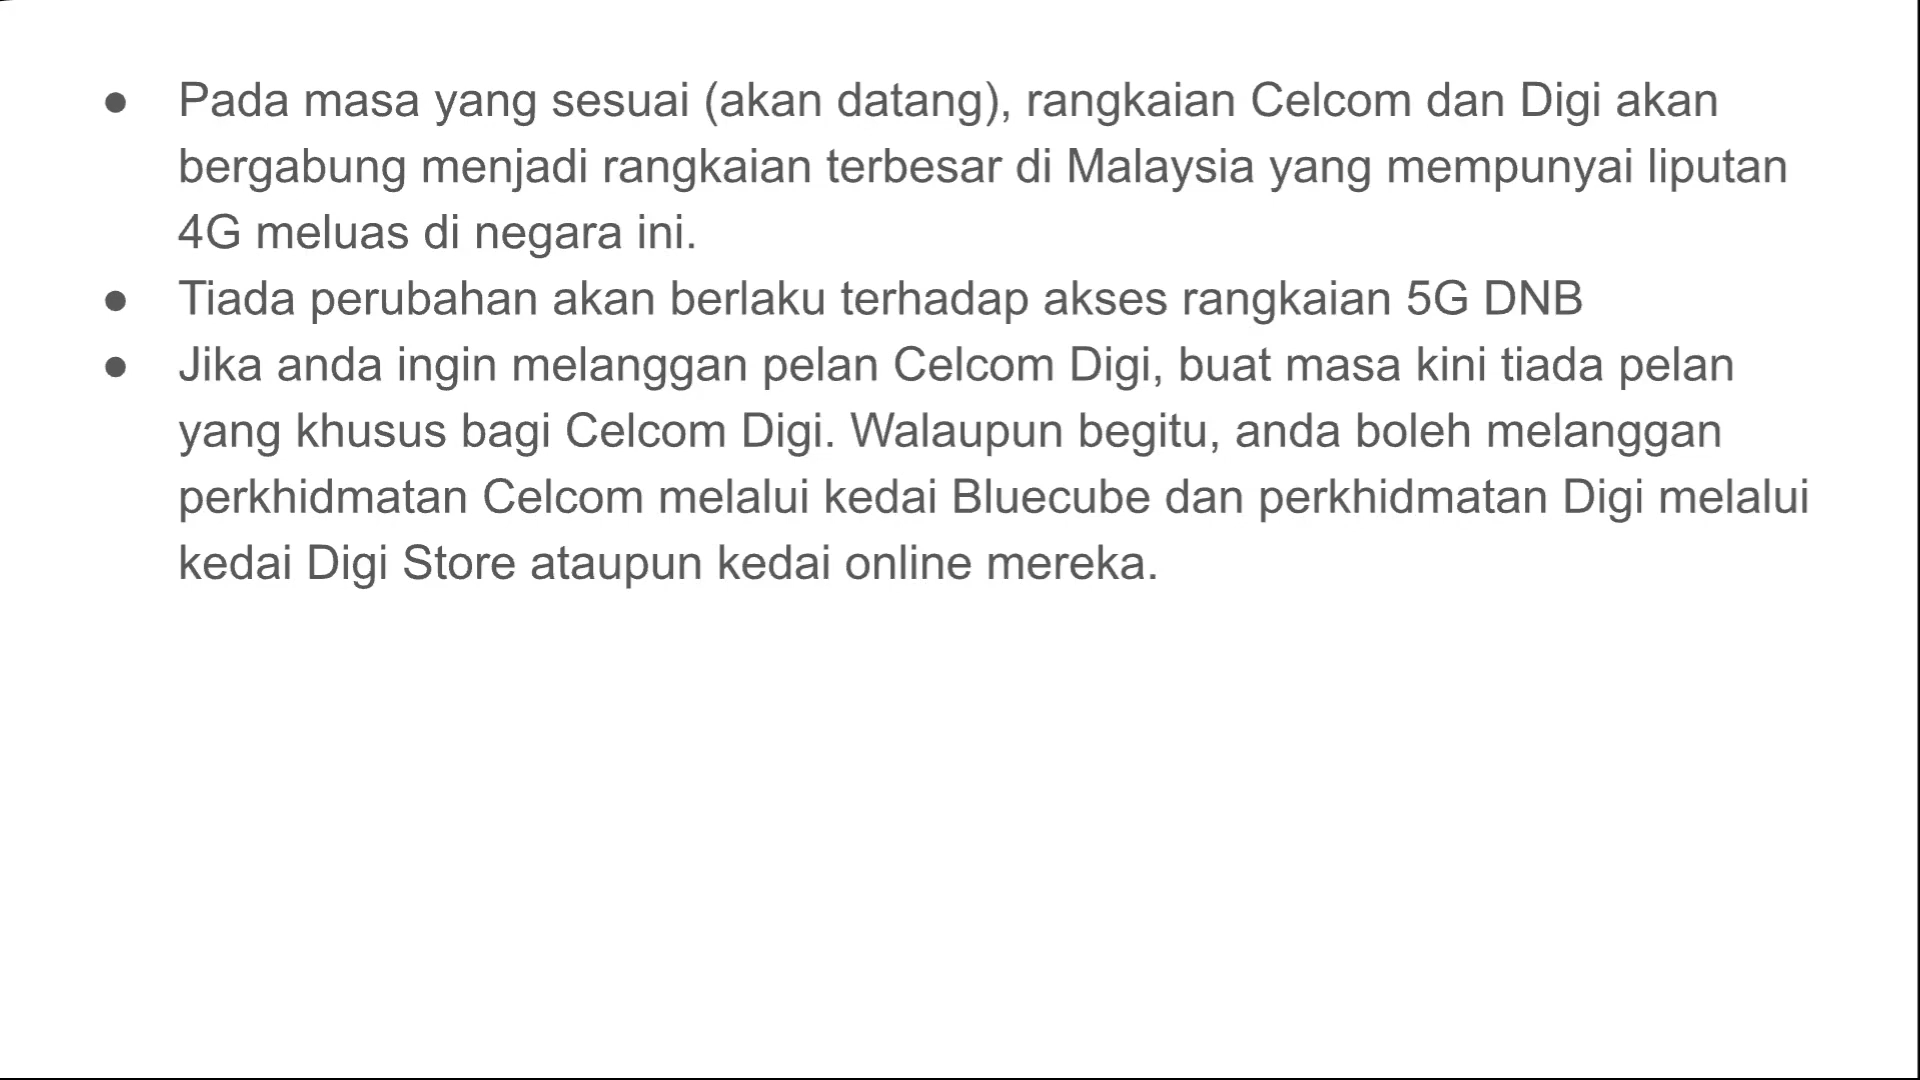 ● Pada masa yang sesuai (akan datang), rangkaian Celcom dan Digi akan
bergabung menjadi rangkaian terbesar di Malaysia yang mempunyai liputan
4G meluas di negara ini.
● Tiada perubahan akan berlaku terhadap akses rangkaian 5G DNB
● Jika anda ingin melanggan pelan Celcom Digi, buat masa kini tiada pelan
yang khusus bagi Celcom Digi. Walaupun begitu, anda boleh melanggan
perkhidmatan Celcom melalui kedai Bluecube dan perkhidmatan Digi melalui
kedai Digi Store ataupun kedai online mereka.